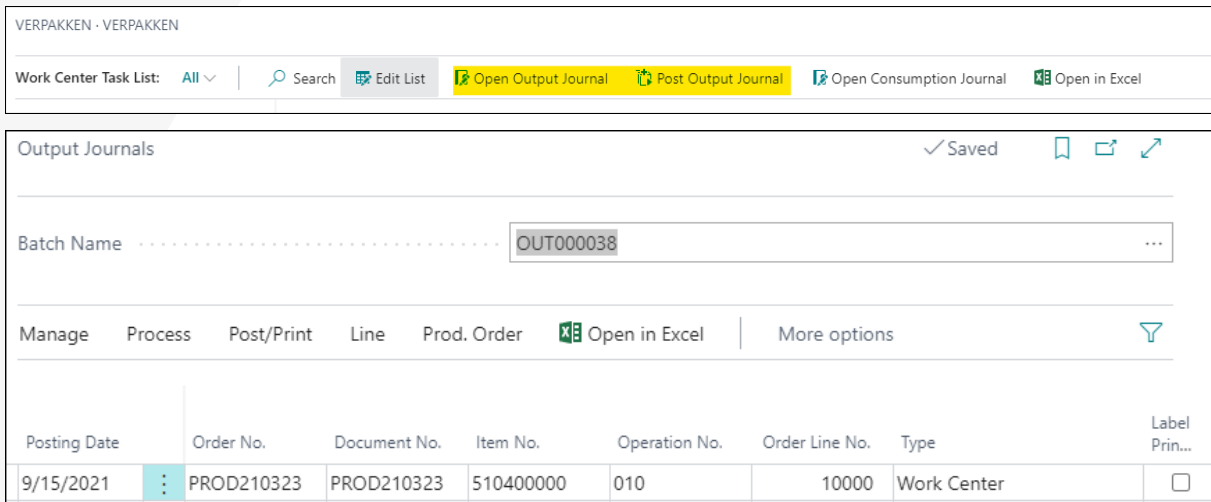 VERPAKKEN · VERPAKKEN
Work Center Task List: All Search Edit List Open Output Journal Post Output Journal Open Consumption Journal Open in Excel
Output Journals Saved
Batch Name OUT000038 ...
Manage Process Post/Print Line Prod. Order Open in Excel More options
Posting Date Order No. Document No. Item No. Operation No. Order Line No. Type Label Prin...
9/15/2021 PROD210323 PROD210323 510400000 010 10000 Work Center